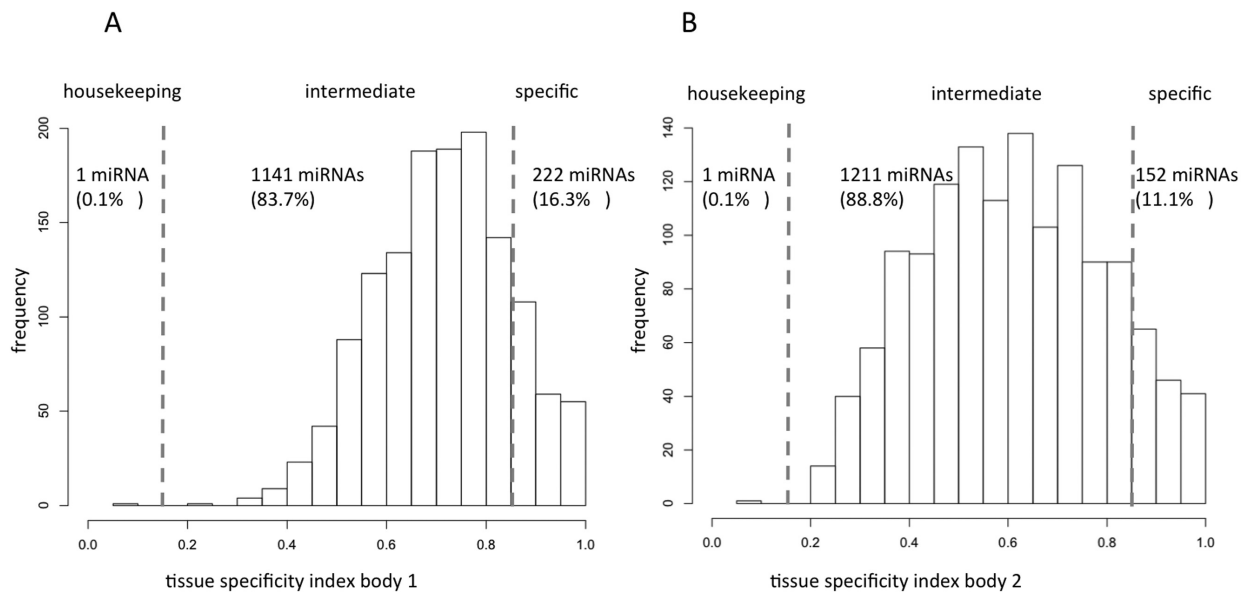 A
housekeeping
intermediate
specific
1 miRNA
(0.1% )
1141 miRNAs
(83.7%)
222 miRNAs
(16.3% )
frequency
200
150
100
50
0
0.0
0.2
0.4
0.6
0.8
1.0
tissue specificity index body 1
B
housekeeping
intermediate
specific
1 miRNA
(0.1% )
1211 miRNAs
(88.8%)
152 miRNAs
(11.1% )
frequency
140
120
100
80
60
40
20
0
0.0
0.2
0.4
0.6
0.8
1.0
tissue specificity index body 2